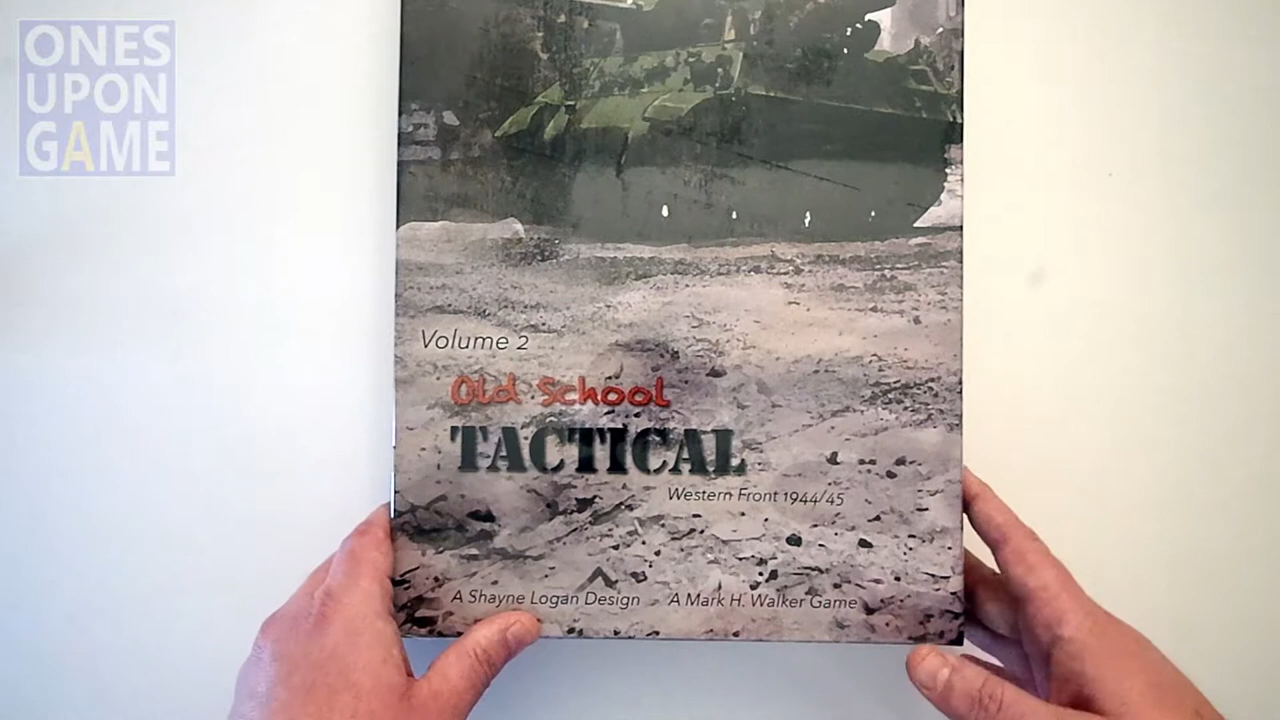 ONES
UPON
GAME
Volume 2
Old School
TACTICAL
Western Front 1944/45
A Shayne Logan Design
A Mark H. Walker Game